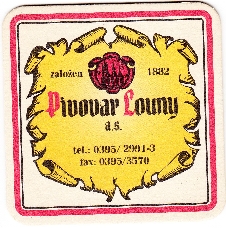 založen 1882
Pivovar Louny
a.s.
tel.: 0395/ 2991-3
fax: 0395/3570